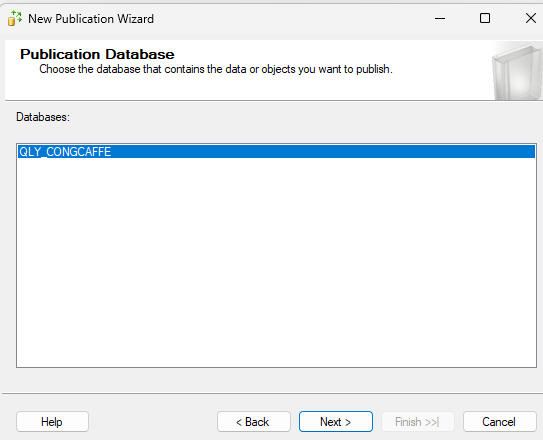 New Publication Wizard
Publication Database
Choose the database that contains the data or objects you want to publish.
Databases:
QLY_CONGCAFFE
Help
< Back
Next >
Finish >>|
Cancel